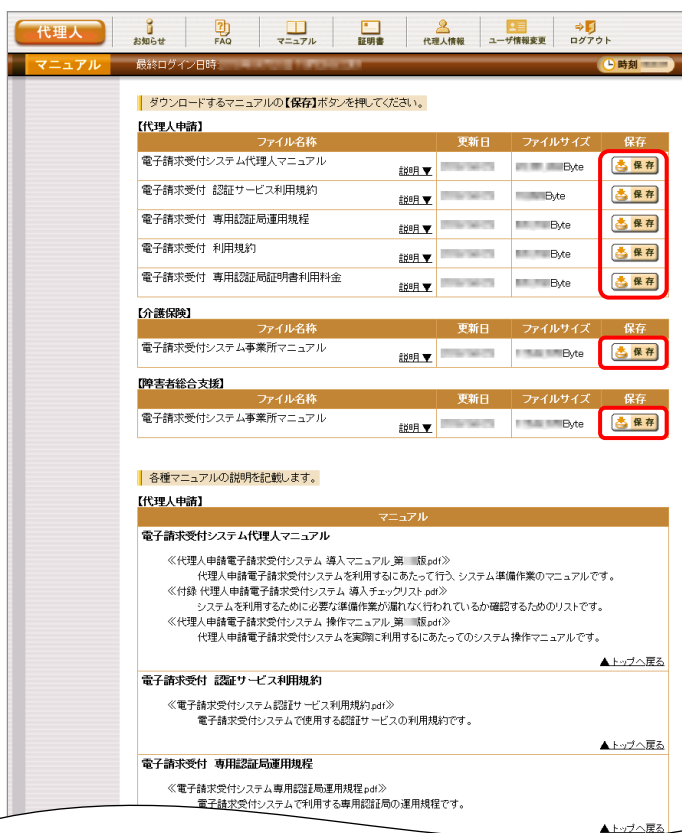 代理人
お知らせ FAQ マニュアル 証明書 代理人情報 ユーザ情報変更 ログアウト
マニュアル 最終ログイン日時: 時刻
ダウンロードするマニュアルの【保存】ボタンを押してください。
【代理人申請】
ファイル名称 更新日 ファイルサイズ 保存
電子請求受付システム代理人マニュアル 説明▼ Byte 保存
電子請求受付 認証サービス利用規約 説明▼ Byte 保存
電子請求受付 専用認証局運用規程 説明▼ Byte 保存
電子請求受付 利用規約 説明▼ Byte 保存
電子請求受付 専用認証局証明書利用料金 説明▼ Byte 保存
【介護保険】
ファイル名称 更新日 ファイルサイズ 保存
電子請求受付システム事業所マニュアル 説明▼ Byte 保存
【障害者総合支援】
ファイル名称 更新日 ファイルサイズ 保存
電子請求受付システム事業所マニュアル 説明▼ Byte 保存
各種マニュアルの説明を記載します。
【代理人申請】
マニュアル
電子請求受付システム代理人マニュアル
≪代理人申請電子請求受付システム 導入マニュアル_第 版.pdf≫
代理人申請電子請求受付システムを利用するにあたって行う、システム準備作業のマニュアルです。
≪付録 代理人申請電子請求受付システム 導入チェックリスト.pdf≫
システムを利用するために必要な準備作業が漏れなく行われているか確認するためのリストです。
≪代理人申請電子請求受付システム 操作マニュアル_第 版.pdf≫
代理人申請電子請求受付システムを実際に利用するにあたってのシステム操作マニュアルです。
▲トップへ戻る
電子請求受付 認証サービス利用規約
≪電子請求受付システム認証サービス利用規約.pdf≫
電子請求受付システムで使用する認証サービスの利用規約です。
▲トップへ戻る
電子請求受付 専用認証局運用規程
≪電子請求受付システム専用認証局運用規程.pdf≫
電子請求受付システムで利用する専用認証局の運用規程です。
▲トップへ戻る